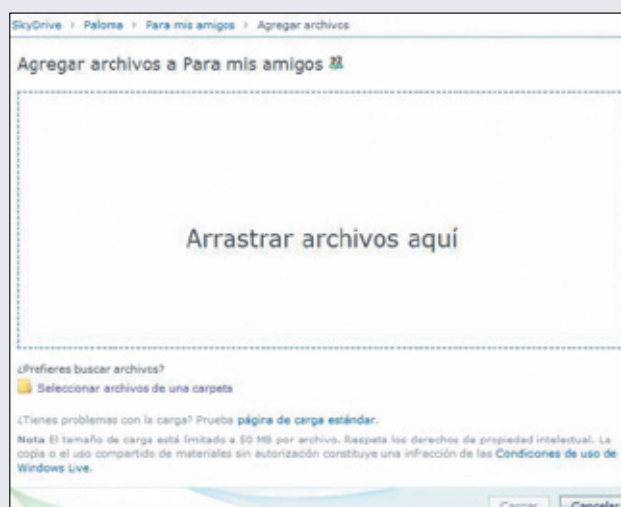 SkyDrive › Paloma › Para mis amigos › Agregar archivos
Agregar archivos a Para mis amigos
Arrastrar archivos aquí
¿Prefieres buscar archivos?
Seleccionar archivos de una carpeta
¿Tienes problemas con la carga? Prueba página de carga estándar.
Nota El tamaño de carga está limitado a 50 MB por archivo. Respeta los derechos de propiedad intelectual. La
copia o el uso compartido de materiales sin autorización constituye una infracción de las Condiciones de uso de
Windows Live.
Cargar Cancelar